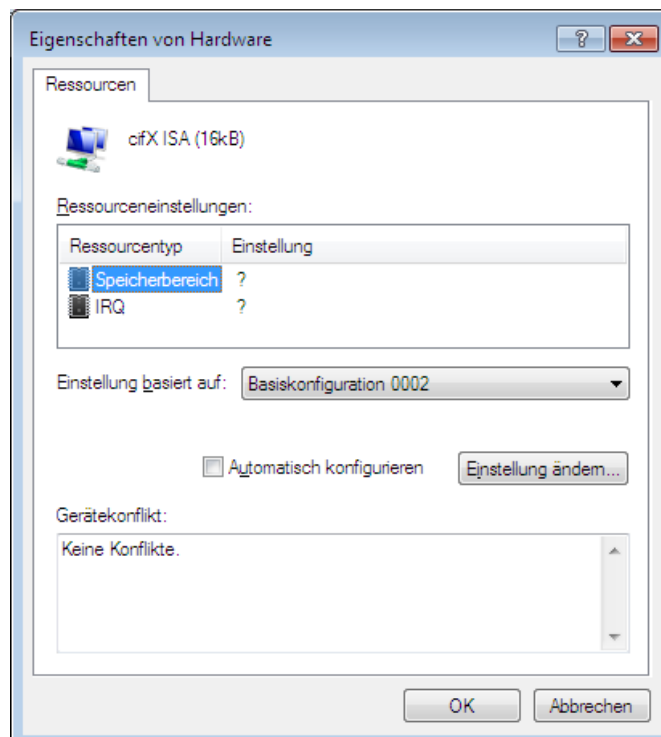 Eigenschaften von Hardware
Ressourcen
cifX ISA (16kB)
Ressourceneinstellungen:
Ressourcentyp Einstellung
Speicherbereich ?
IRQ ?
Einstellung basiert auf: Basiskonfiguration 0002
Automatisch konfigurieren Einstellung ändern...
Gerätekonflikt:
Keine Konflikte.
OK Abbrechen